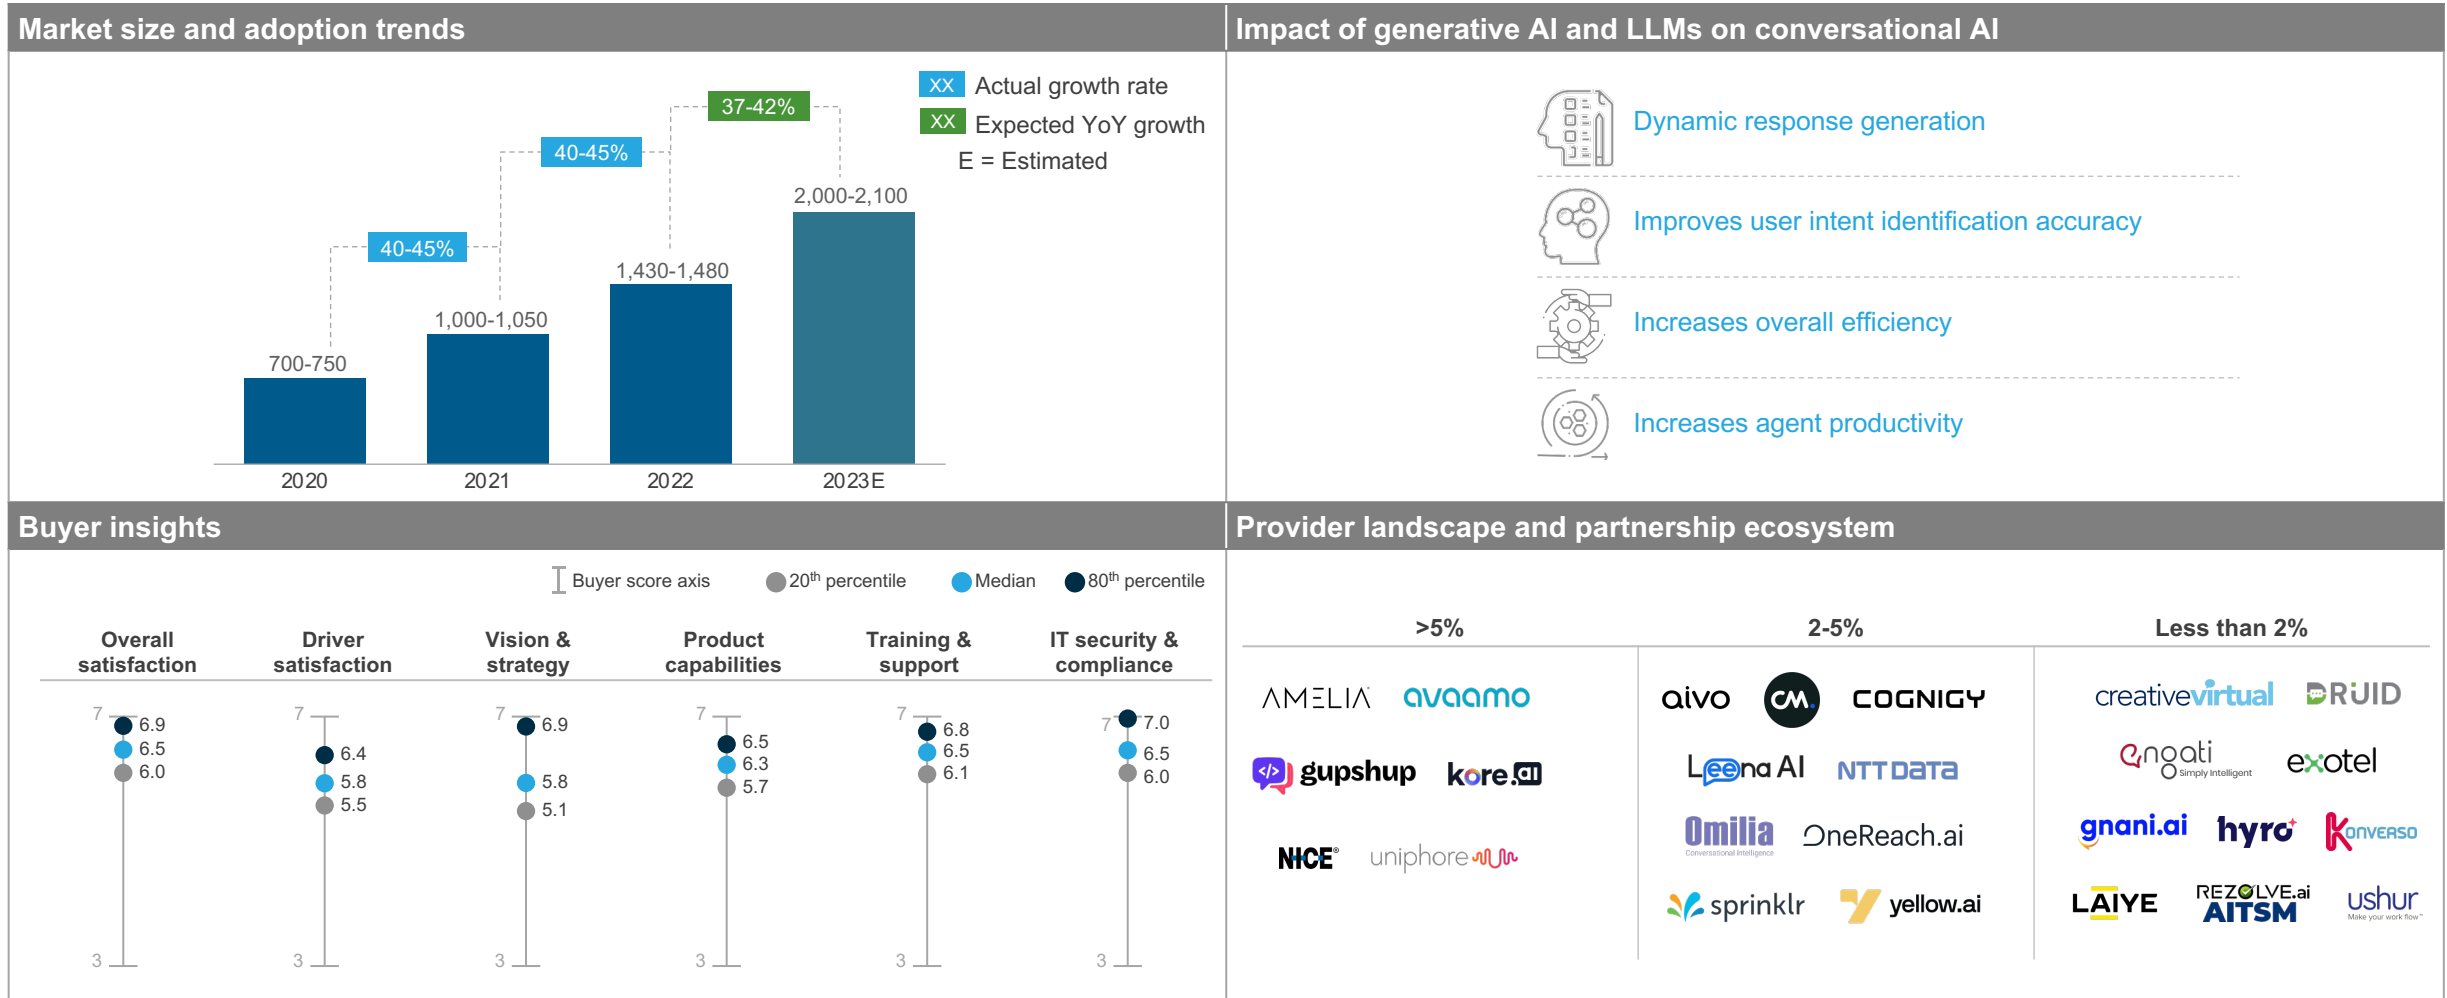 Market size and adoption trends
XX Actual growth rate
XX Expected YoY growth
E = Estimated
37-42%
40-45%
40-45%
2,000-2,100
1,430-1,480
1,000-1,050
700-750
2020 2021 2022 2023E
Impact of generative AI and LLMs on conversational AI
Dynamic response generation
Improves user intent identification accuracy
Increases overall efficiency
Increases agent productivity
Buyer insights
Buyer score axis 20th percentile Median 80th percentile
Overall satisfaction
7
6.9
6.5
6.0
3
Driver satisfaction
7
6.4
5.8
5.5
3
Vision & strategy
7
6.9
5.8
5.1
3
Product capabilities
7
6.5
6.3
5.7
3
Training & support
7
6.8
6.5
6.1
3
IT security & compliance
7
7.0
6.5
6.0
3
Provider landscape and partnership ecosystem
>5%
AMELIA avaamo
</> gupshup kore.ai
NICE® uniphore
2-5%
aivo CM. COGNIGY
Leena AI NTT DATA
Omilia
Conversational Intelligence
OneReach.ai
sprinklr yellow.ai
Less than 2%
creativevirtual DRUID
engati
Simply Intelligent
exotel
gnani.ai hyro KONVERSO
LAIYE
REZOLVE.ai
AITSM
ushur
Make your work flow™